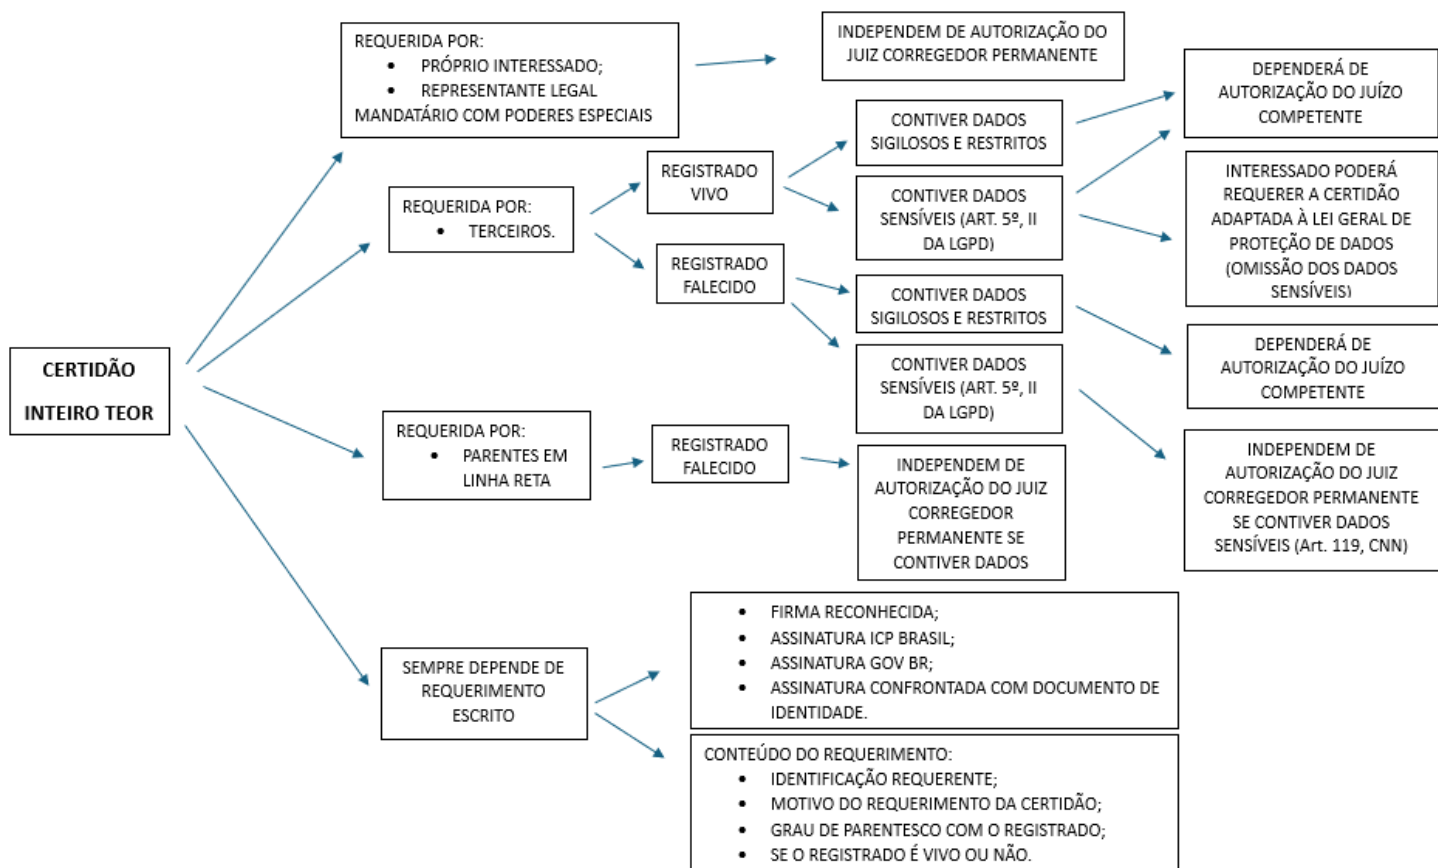 REQUERIDA POR:
• PRÓPRIO INTERESSADO;
• REPRESENTANTE LEGAL
MANDATÁRIO COM PODERES ESPECIAIS
INDEPENDEM DE AUTORIZAÇÃO DO
JUIZ CORREGEDOR PERMANENTE
DEPENDERÁ DE
AUTORIZAÇÃO DO JUÍZO
COMPETENTE
CONTIVER DADOS
SIGILOSOS E RESTRITOS
REGISTRADO
VIVO
INTERESSADO PODERÁ
REQUERER A CERTIDÃO
ADAPTADA À LEI GERAL DE
PROTEÇÃO DE DADOS
(OMISSÃO DOS DADOS
SENSÍVEIS)
CONTIVER DADOS
SENSÍVEIS (ART. 5º, II
DA LGPD)
REQUERIDA POR:
• TERCEIROS.
REGISTRADO
FALECIDO
CONTIVER DADOS
SIGILOSOS E RESTRITOS
DEPENDERÁ DE
AUTORIZAÇÃO DO JUÍZO
COMPETENTE
CERTIDÃO
INTEIRO TEOR
CONTIVER DADOS
SENSÍVEIS (ART. 5º, II
DA LGPD)
REQUERIDA POR:
• PARENTES EM
LINHA RETA
REGISTRADO
FALECIDO
INDEPENDEM DE
AUTORIZAÇÃO DO JUIZ
CORREGEDOR
PERMANENTE SE
CONTIVER DADOS
INDEPENDEM DE
AUTORIZAÇÃO DO JUIZ
CORREGEDOR PERMANENTE
SE CONTIVER DADOS
SENSÍVEIS (Art. 119, CNN)
SEMPRE DEPENDE DE
REQUERIMENTO
ESCRITO
• FIRMA RECONHECIDA;
• ASSINATURA ICP BRASIL;
• ASSINATURA GOV BR;
• ASSINATURA CONFRONTADA COM DOCUMENTO DE
IDENTIDADE.
CONTEÚDO DO REQUERIMENTO:
• IDENTIFICAÇÃO REQUERENTE;
• MOTIVO DO REQUERIMENTO DA CERTIDÃO;
• GRAU DE PARENTESCO COM O REGISTRADO;
• SE O REGISTRADO É VIVO OU NÃO.